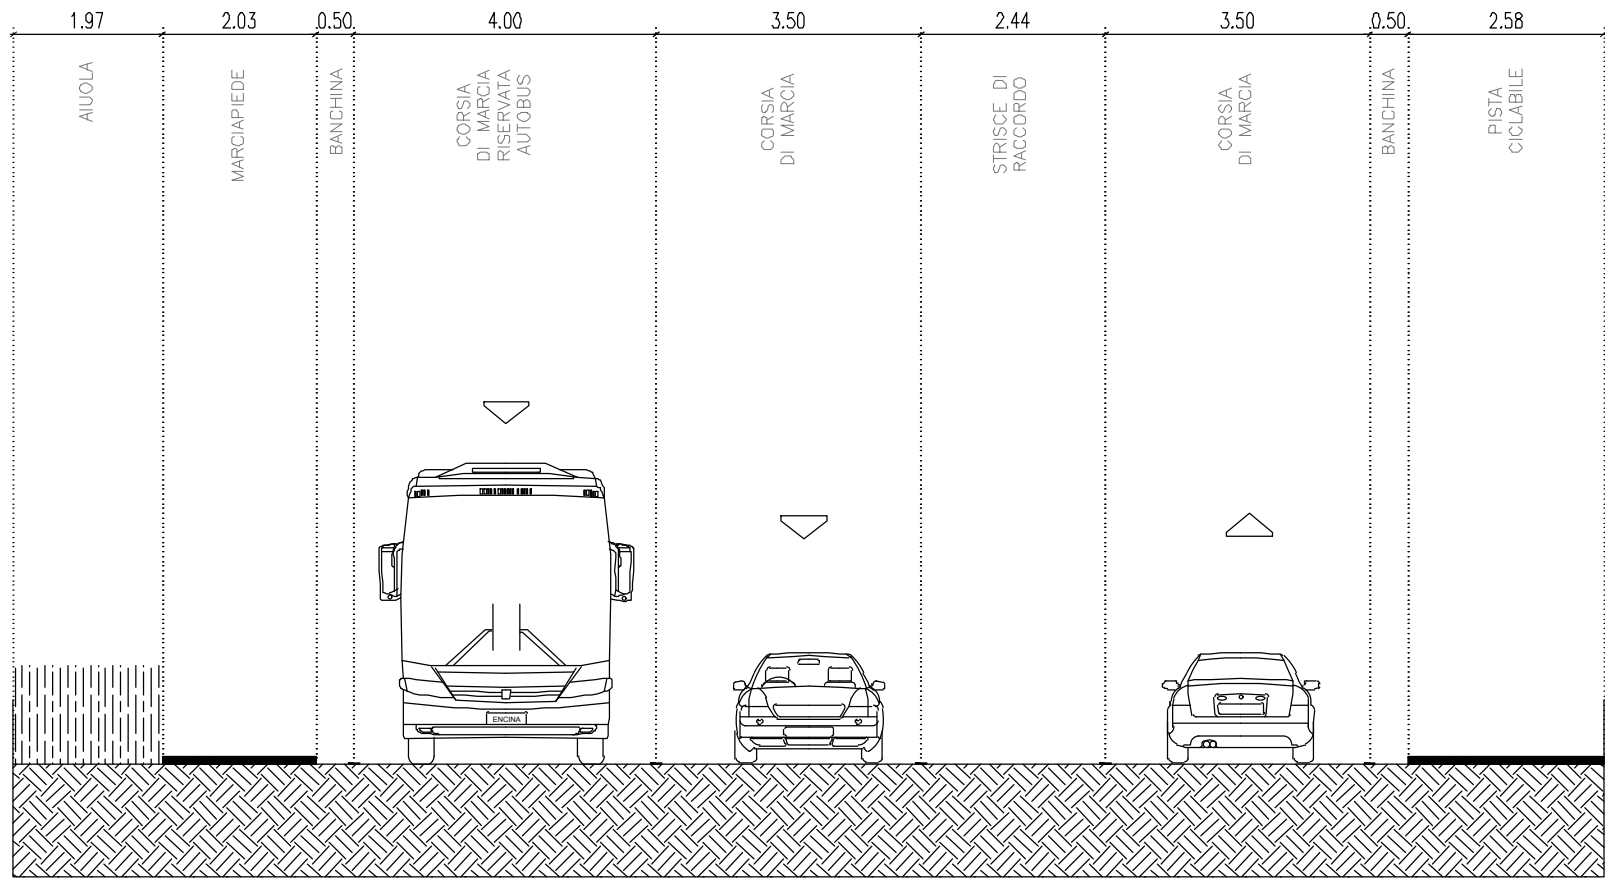 1.97
2.03
0.50
4.00
3.50
2.44
3.50
0.50
2.58
AIUOLA
MARCIAPIEDE
BANCHINA
CORSIA
DI MARCIA
RISERVATA
AUTOBUS
CORSIA
DI MARCIA
STRISCE DI
RACCORDO
CORSIA
DI MARCIA
BANCHINA
PISTA
CICLABILE
ENCINA